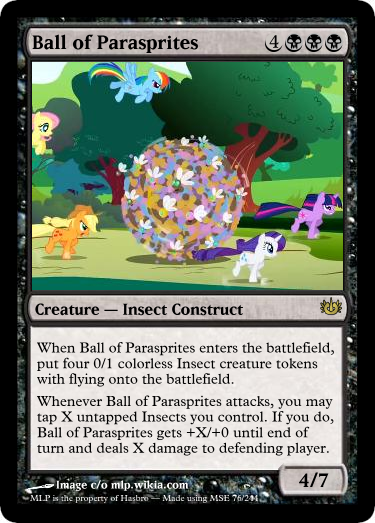 Ball of Parasprites 4
Creature — Insect Construct
When Ball of Parasprites enters the battlefield,
put four 0/1 colorless Insect creature tokens
with flying onto the battlefield.
Whenever Ball of Parasprites attacks, you may
tap X untapped Insects you control. If you do,
Ball of Parasprites gets +X/+0 until end of
turn and deals X damage to defending player.
4/7
Image c/o mlp.wikia.com
MLP is the property of Hasbro — Made using MSE 76/244